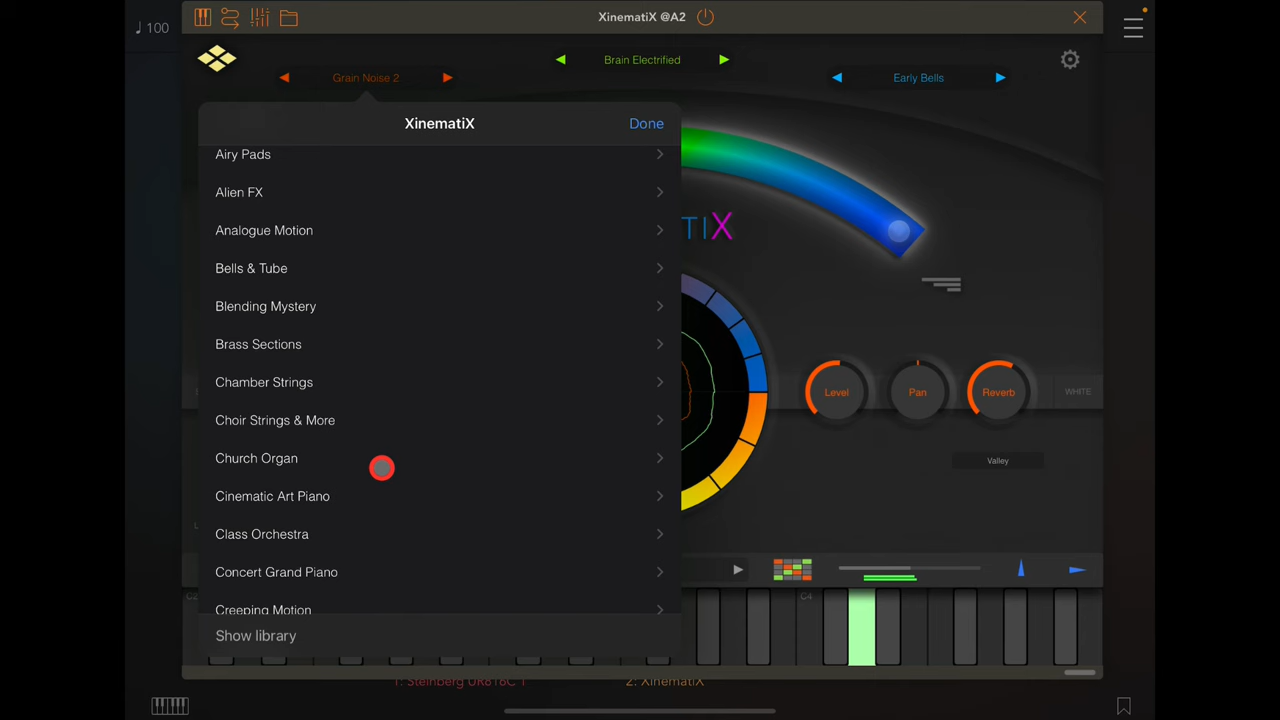 ♩ 100
XinematiX @A2
Grain Noise 2
Brain Electrified
Early Bells
XinematiX
Done
Airy Pads
Alien FX
Analogue Motion
Bells & Tube
Blending Mystery
Brass Sections
Chamber Strings
Choir Strings & More
Church Organ
Cinematic Art Piano
Class Orchestra
Concert Grand Piano
Creeping Motion
Show library
TIX
Level
Pan
Reverb
WHITE
Valley
C2
C4
1: Steinberg UR816C 1
2: XinematiX